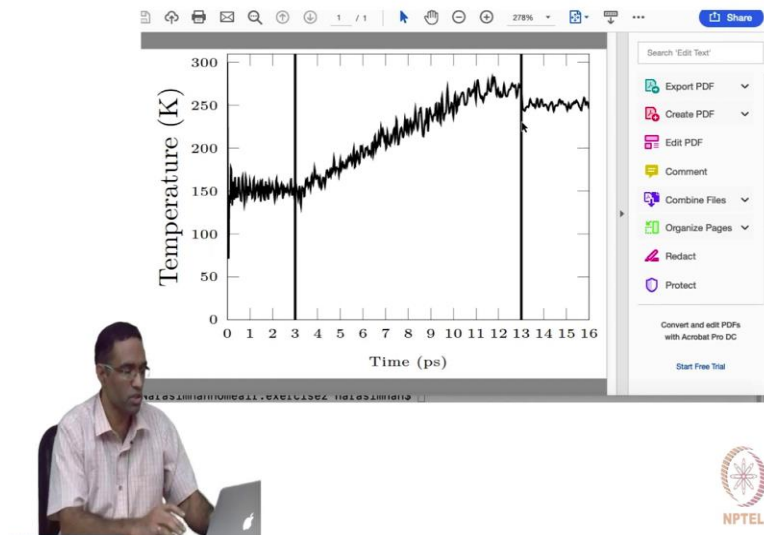 1 / 1
278%
Share
Search 'Edit Text'
Export PDF
Create PDF
Edit PDF
Comment
Combine Files
Organize Pages
Redact
Protect
Convert and edit PDFs
with Acrobat Pro DC
Start Free Trial
Temperature (K)
300
250
200
150
100
50
0
0 1 2 3 4 5 6 7 8 9 10 11 12 13 14 15 16
Time (ps)
NPTEL